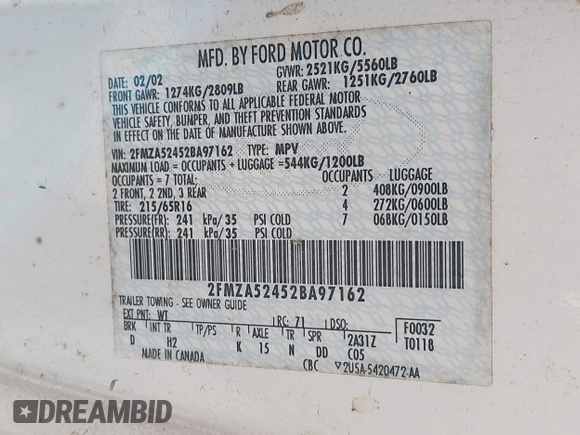 MFD. BY FORD MOTOR CO.
DATE: 02/02 GVWR: 2521KG/5560LB
FRONT GAWR: 1274KG/2809LB REAR GAWR: 1251KG/2760LB
THIS VEHICLE CONFORMS TO ALL APPLICABLE FEDERAL MOTOR
VEHICLE SAFETY, BUMPER, AND THEFT PREVENTION STANDARDS
IN EFFECT ON THE DATE OF MANUFACTURE SHOWN ABOVE.
VIN: 2FMZA52452BA97162 TYPE: MPV
MAXIMUM LOAD = OCCUPANTS + LUGGAGE = 544KG/1200LB
OCCUPANTS = 7 TOTAL; OCCUPANTS LUGGAGE
2 FRONT, 2 2ND, 3 REAR 2 408KG/0900LB
TIRE: 215/65R16 4 272KG/0600LB
PRESSURE(FR) 241 kPa/35 PSI COLD 7 068KG/0150LB
PRESSURE(RR) 241 kPa/35 PSI COLD
2FMZA52452BA97162
TRAILER TOWING - SEE OWNER GUIDE
EXT PNT: WT RC: 71 DSO: F0032
BRK INT TR TP/PS R AXLE TR SPR 2A31Z T0118
D H2 K 15 N DD C05
MADE IN CANADA CBC ▽2U5A-5420472-AA
DREAMBID